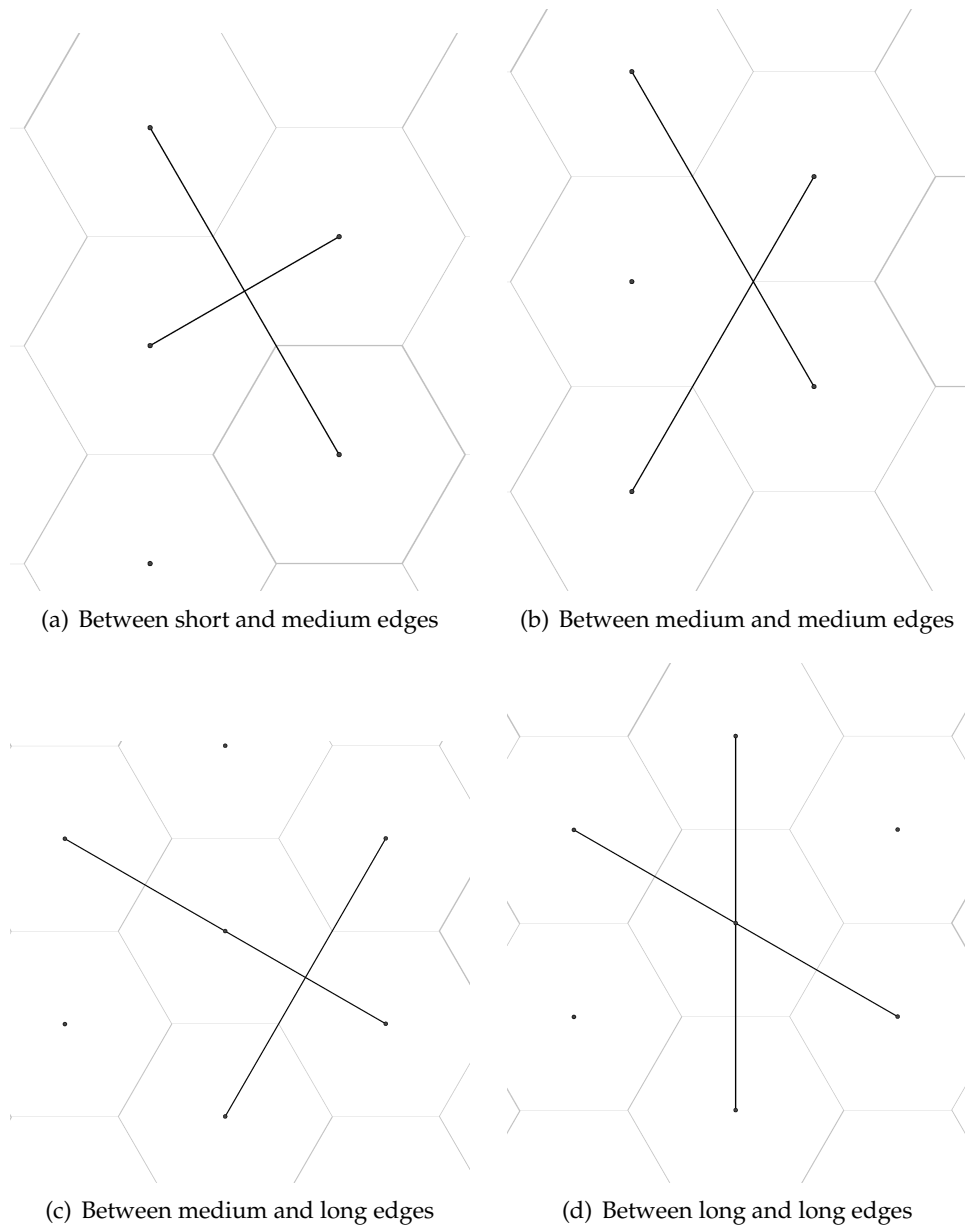 (a) Between short and medium edges
(b) Between medium and medium edges
(c) Between medium and long edges
(d) Between long and long edges